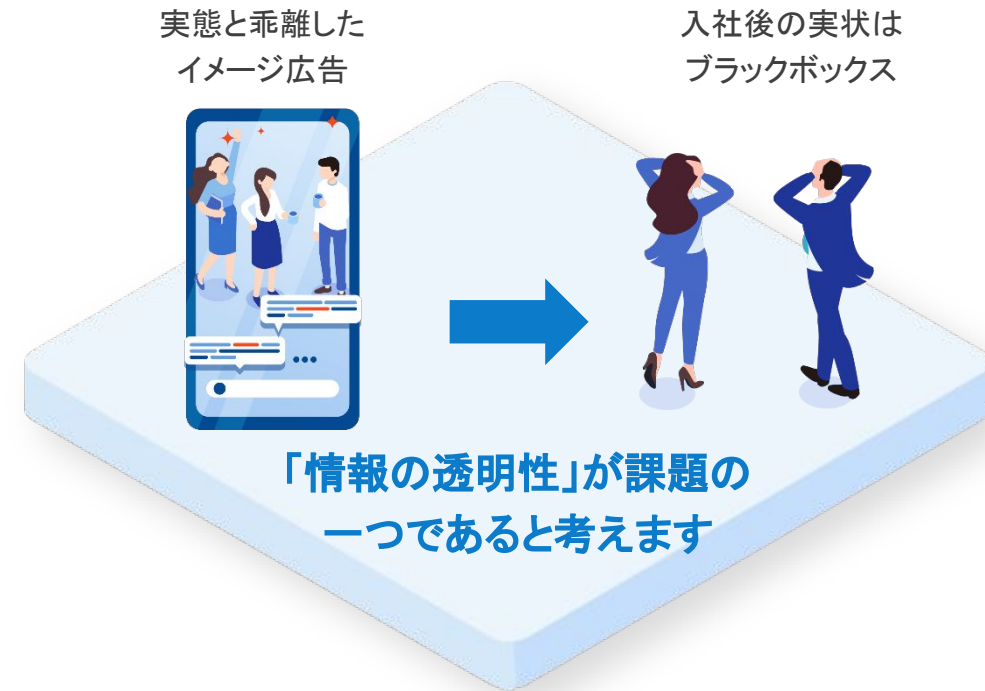 実態と乖離した
イメージ広告
入社後の実状は
ブラックボックス
「情報の透明性」が課題の
一つであると考えます